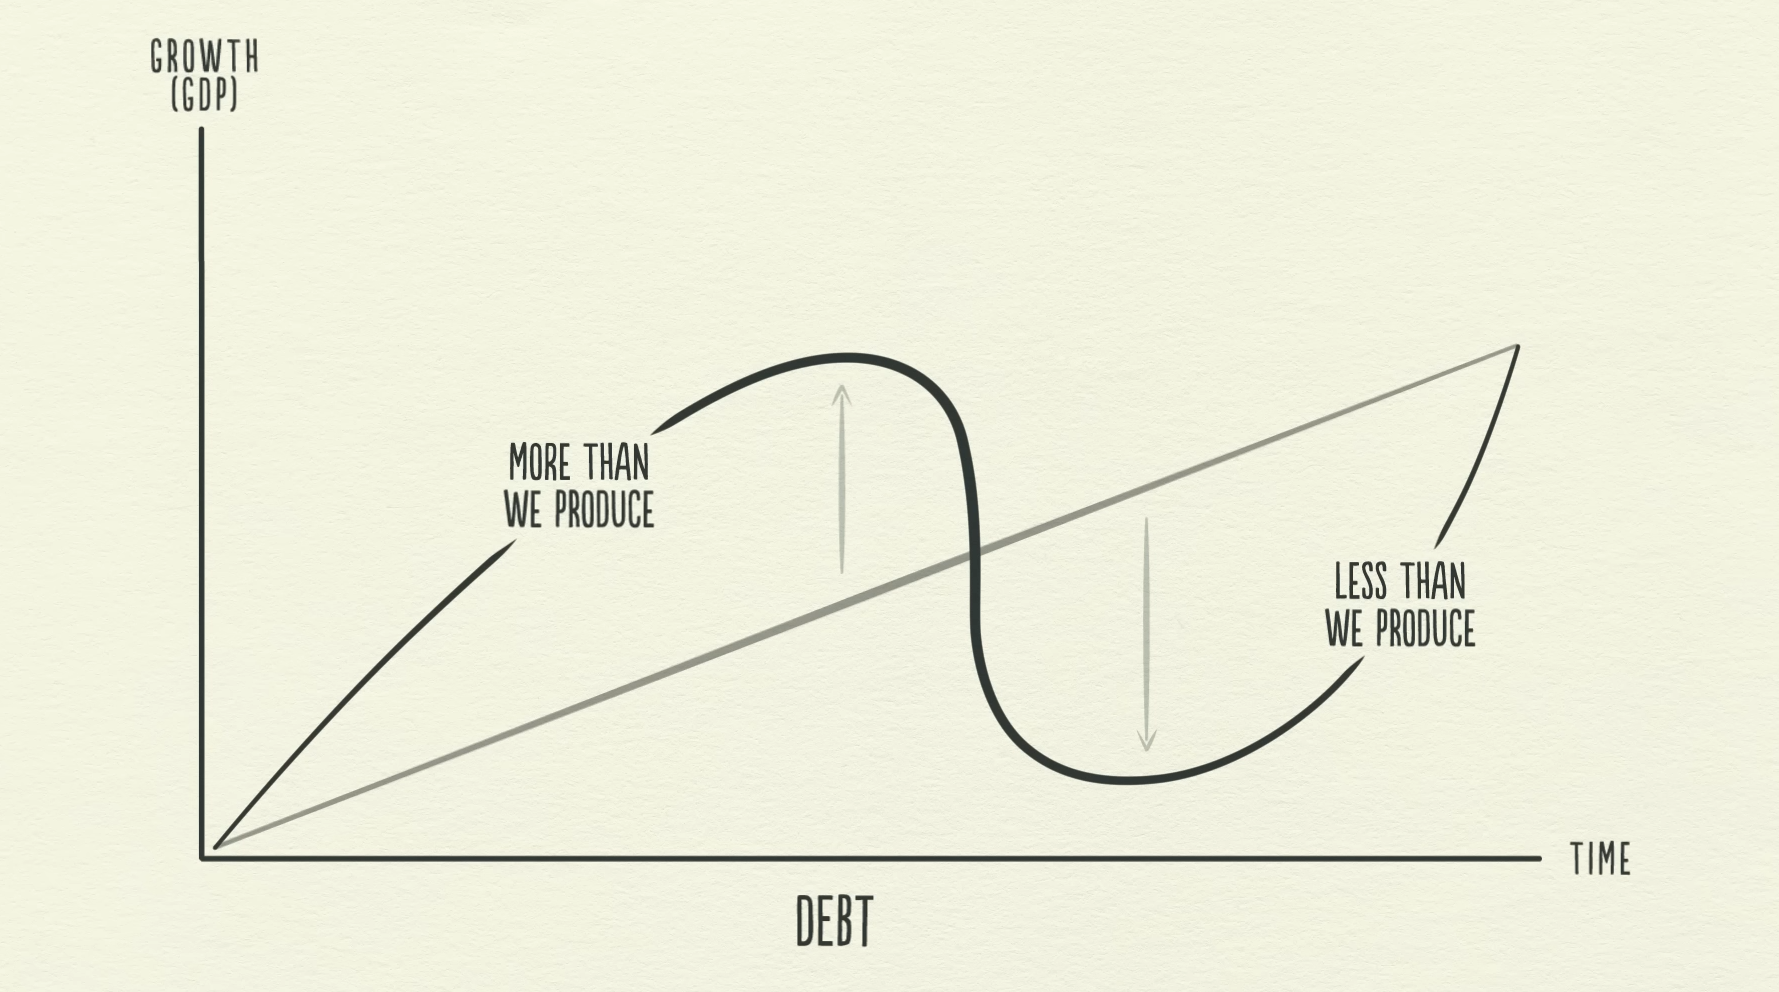 GROWTH
(GDP)
MORE THAN
WE PRODUCE
LESS THAN
WE PRODUCE
TIME
DEBT